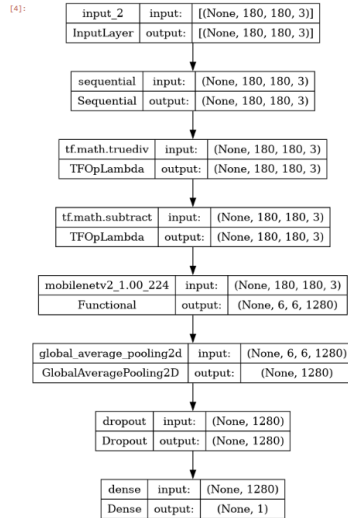 [4]:
input_2 input: [(None, 180, 180, 3)]
InputLayer output: [(None, 180, 180, 3)]
sequential input: (None, 180, 180, 3)
Sequential output: (None, 180, 180, 3)
tf.math.truediv input: (None, 180, 180, 3)
TFOpLambda output: (None, 180, 180, 3)
tf.math.subtract input: (None, 180, 180, 3)
TFOpLambda output: (None, 180, 180, 3)
mobilenetv2_1.00_224 input: (None, 180, 180, 3)
Functional output: (None, 6, 6, 1280)
global_average_pooling2d input: (None, 6, 6, 1280)
GlobalAveragePooling2D output: (None, 1280)
dropout input: (None, 1280)
Dropout output: (None, 1280)
dense input: (None, 1280)
Dense output: (None, 1)